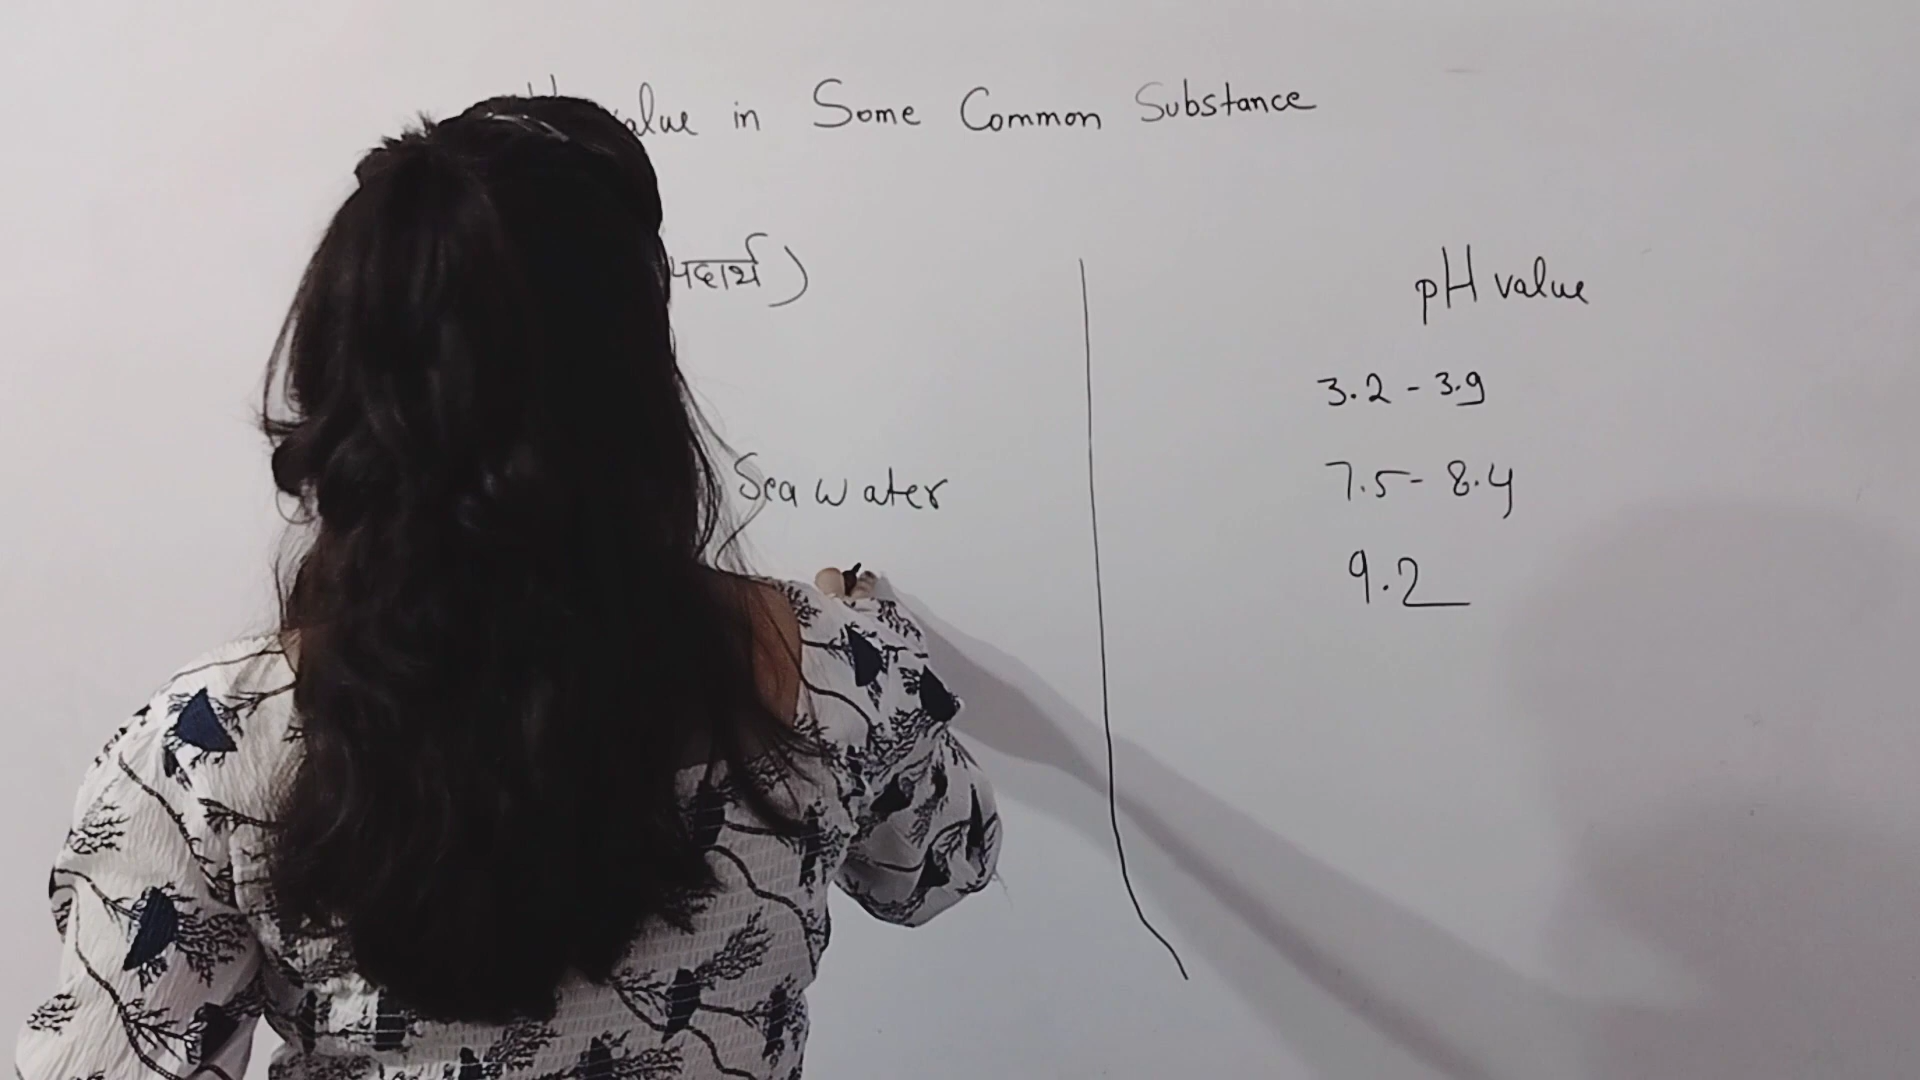 value in Some Common Substance
पदार्थ)
pH value
3.2 - 3.9
Sea water
7.5 - 8.4
9.2